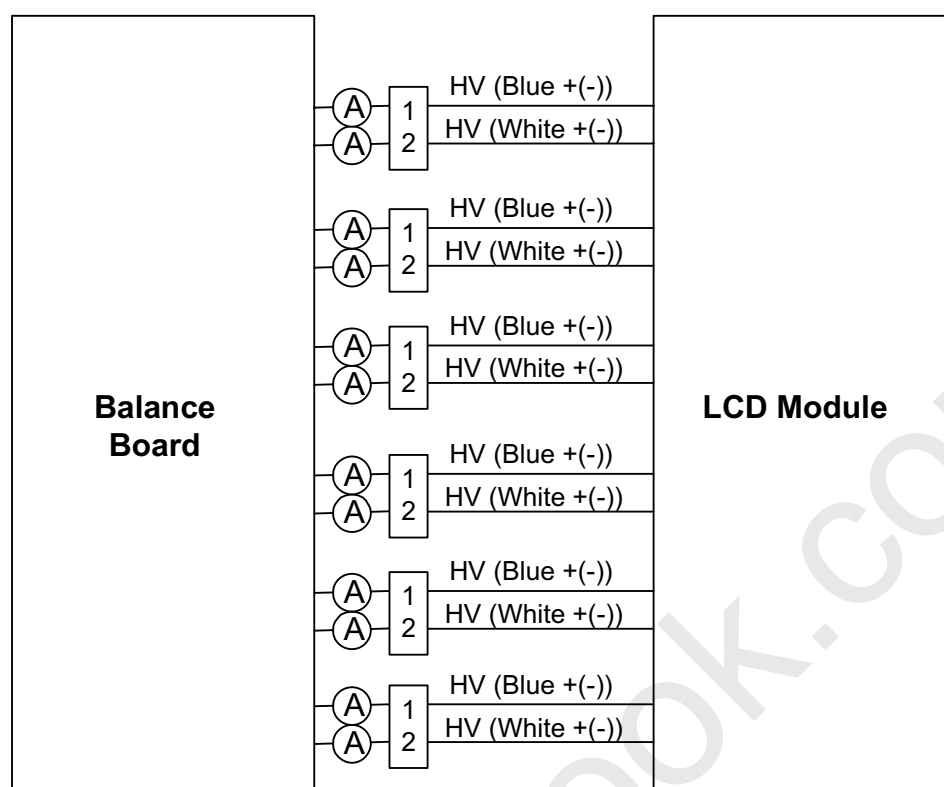 A 1 HV (Blue +(-))
A 2 HV (White +(-))
A 1 HV (Blue +(-))
A 2 HV (White +(-))
A 1 HV (Blue +(-))
A 2 HV (White +(-))
Balance
Board
LCD Module
A 1 HV (Blue +(-))
A 2 HV (White +(-))
A 1 HV (Blue +(-))
A 2 HV (White +(-))
A 1 HV (Blue +(-))
A 2 HV (White +(-))
ook.co